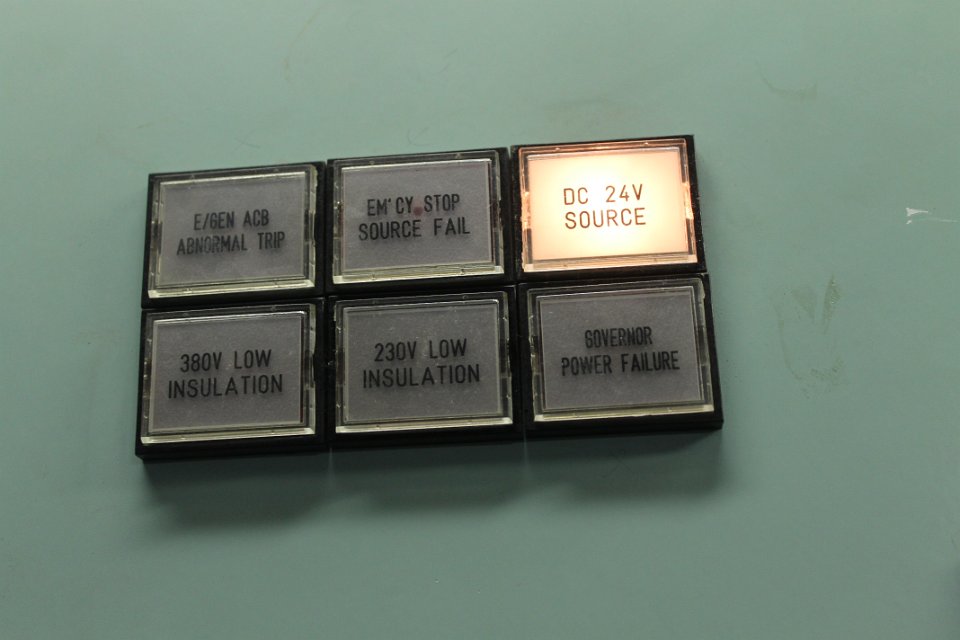 E/GEN ACB
ABNORMAL TRIP
EM'CY STOP
SOURCE FAIL
DC 24V
SOURCE
380V LOW
INSULATION
230V LOW
INSULATION
GOVERNOR
POWER FAILURE